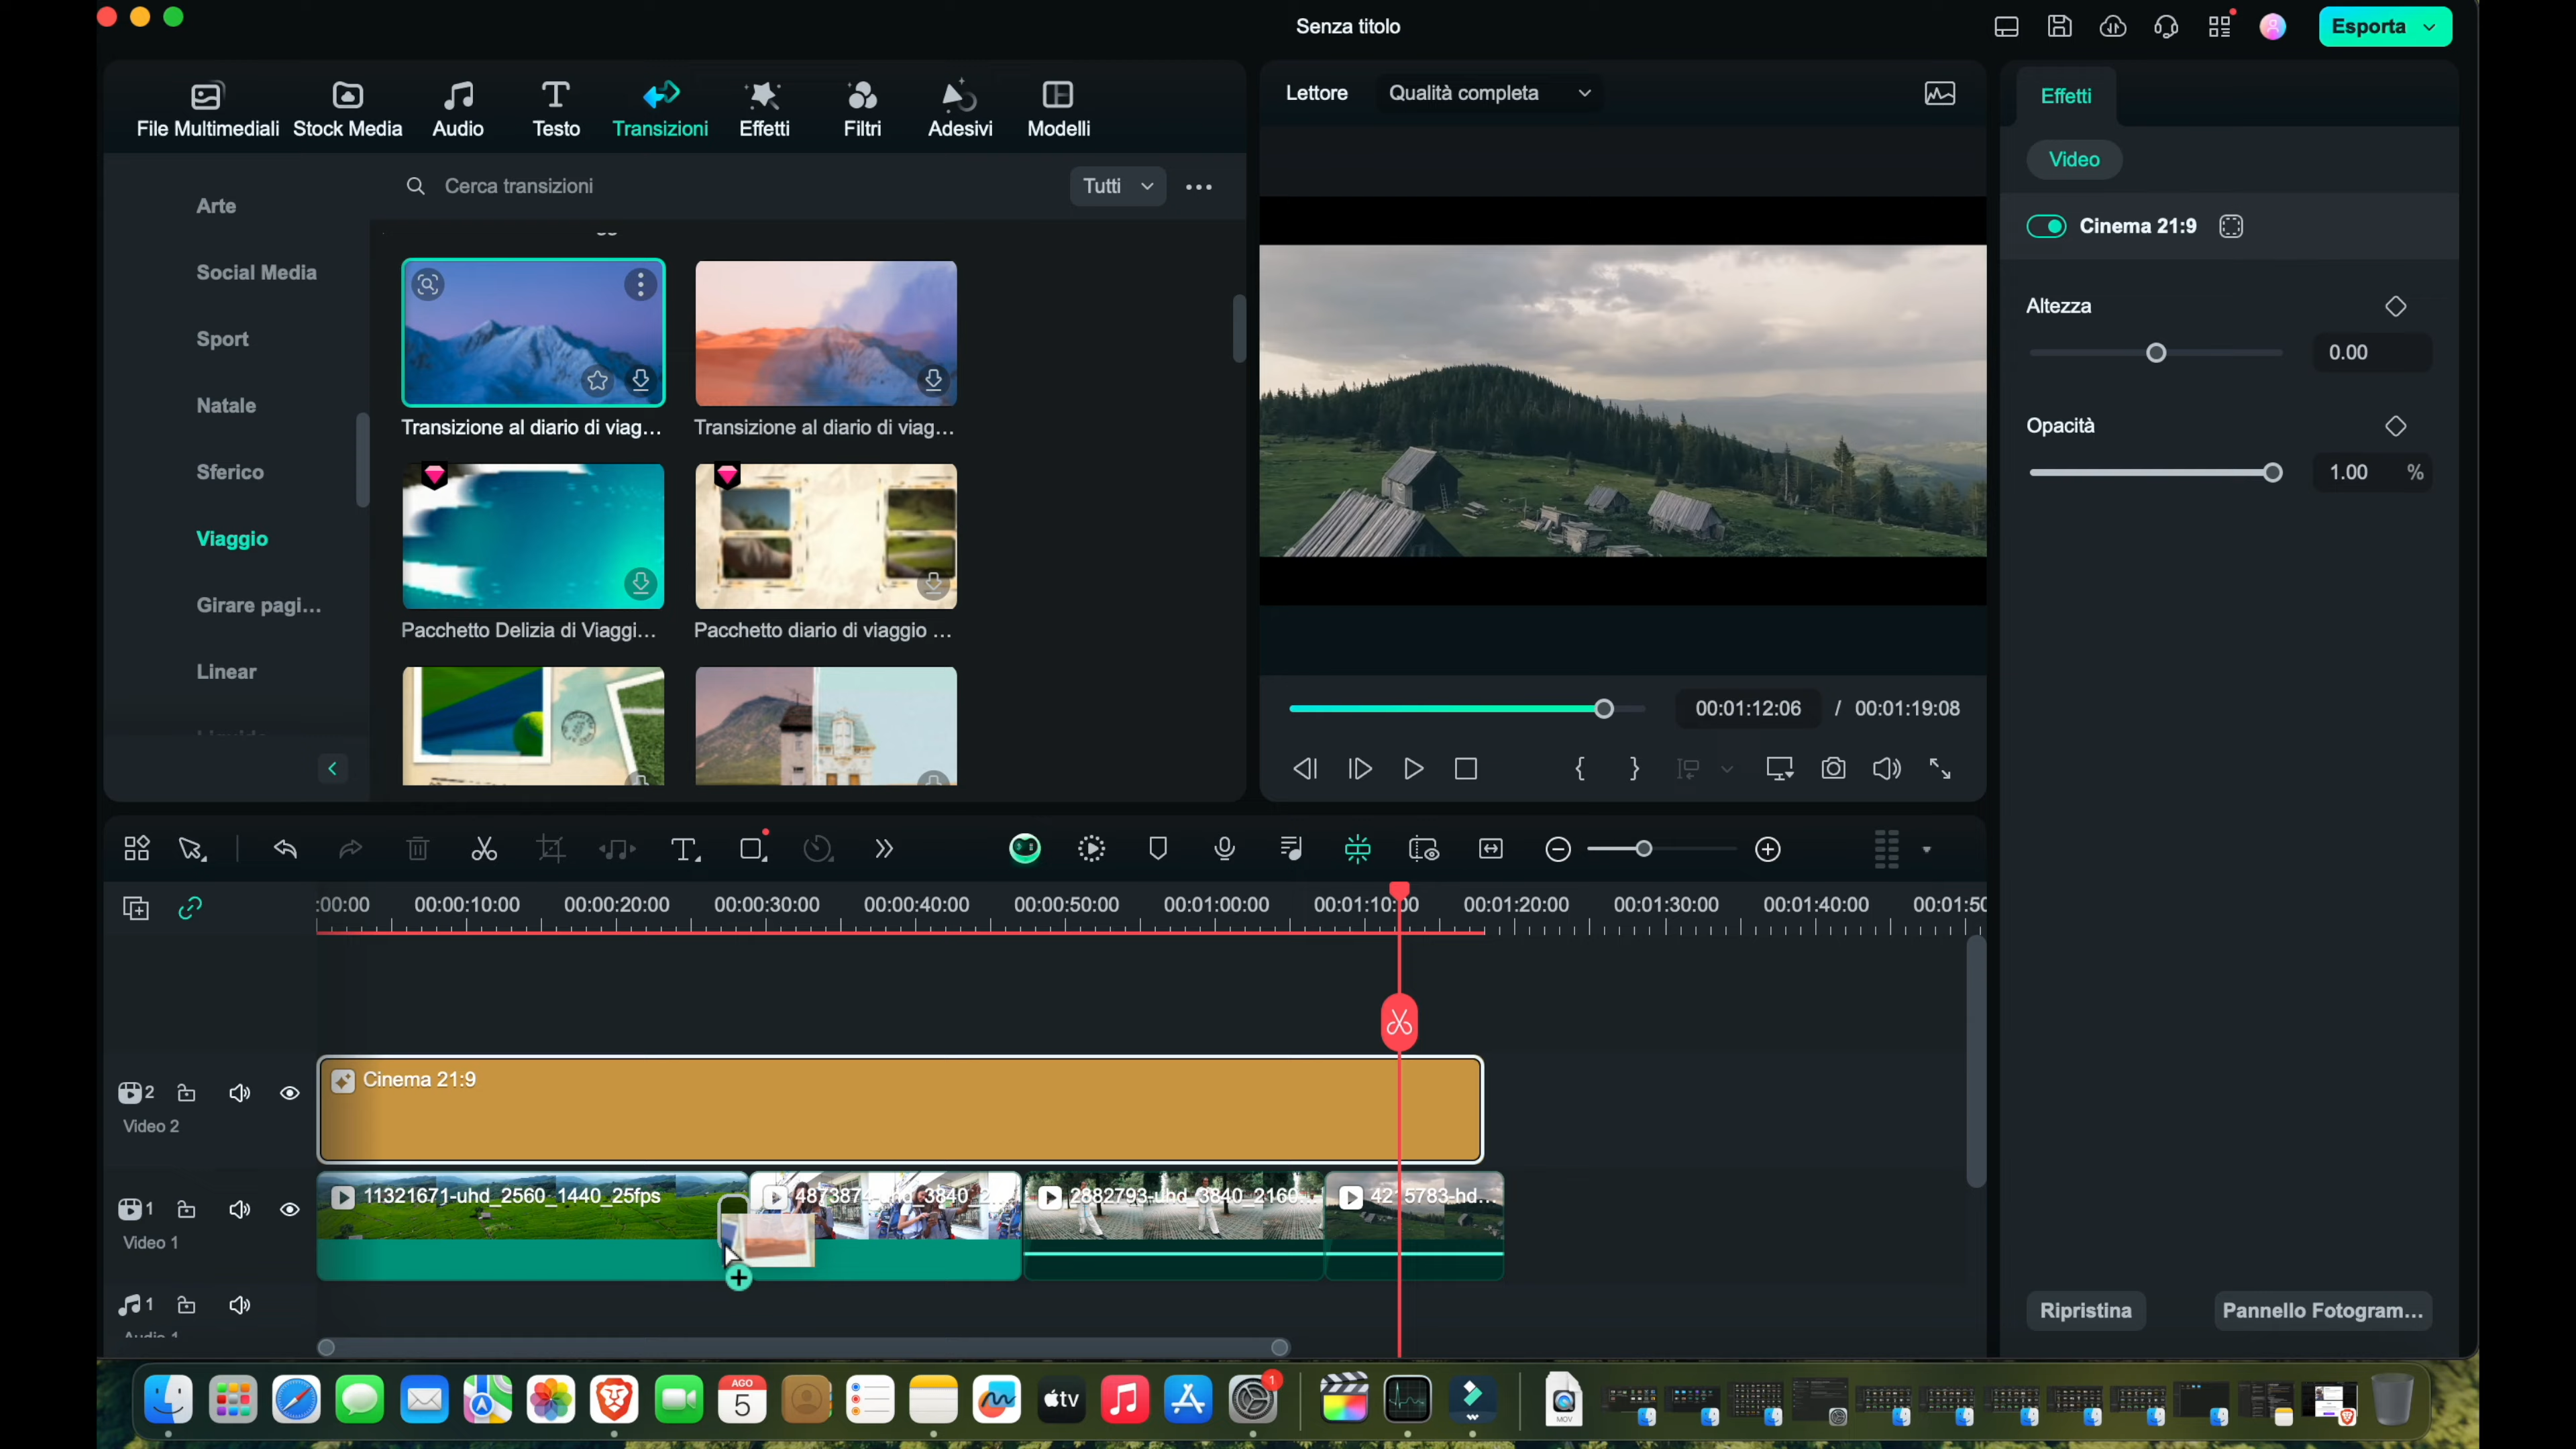 Senza titolo
Esporta
File Multimediali
Stock Media
Audio
Testo
Transizioni
Effetti
Filtri
Adesivi
Modelli
Lettore
Qualità completa
Effetti
Video
Cerca transizioni
Tutti
Arte
Social Media
Sport
Natale
Sferico
Viaggio
Girare pagi...
Linear
Transizione al diario di viag...
Transizione al diario di viag...
Pacchetto Delizia di Viaggi...
Pacchetto diario di viaggio ...
Cinema 21:9
Altezza
0.00
Opacità
1.00 %
00:01:12:06 / 00:01:19:08
:00:00
00:00:10:00
00:00:20:00
00:00:30:00
00:00:40:00
00:00:50:00
00:01:00:00
00:01:10:00
00:01:20:00
00:01:30:00
00:01:40:00
00:01:50
2
Video 2
Cinema 21:9
1
Video 1
11321671-uhd_2560_1440_25fps
2882793-uhd_3840_2160-...
1
Audio 1
Ripristina
Pannello Fotogram...
AGO
5
tv
1
MOV